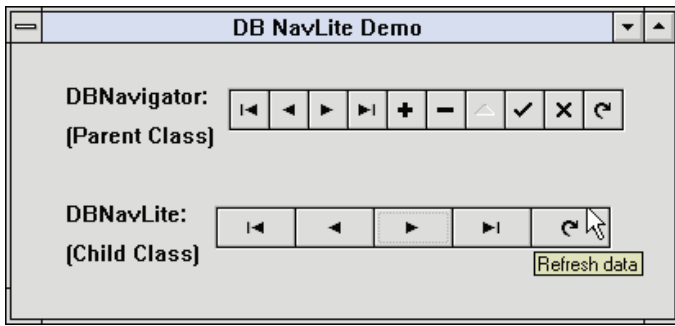 DB NavLite Demo
DBNavigator:
(Parent Class)
DBNavLite:
(Child Class)
Refresh data